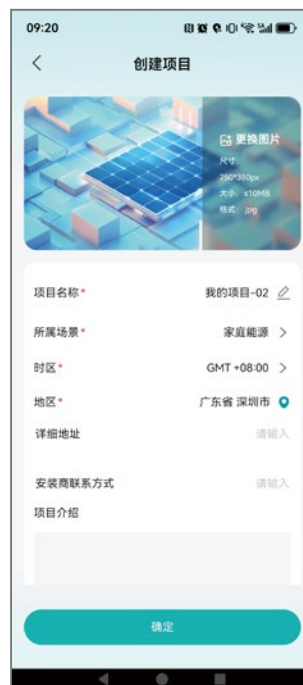 09:20
创建项目
更换图片
尺寸:
750*350px
大小: ≤10MB
格式: jpg
项目名称*
我的项目-02
所属场景*
家庭能源
时区*
GMT +08:00
地区*
广东省 深圳市
详细地址
请输入
安装商联系方式
请输入
项目介绍
确定